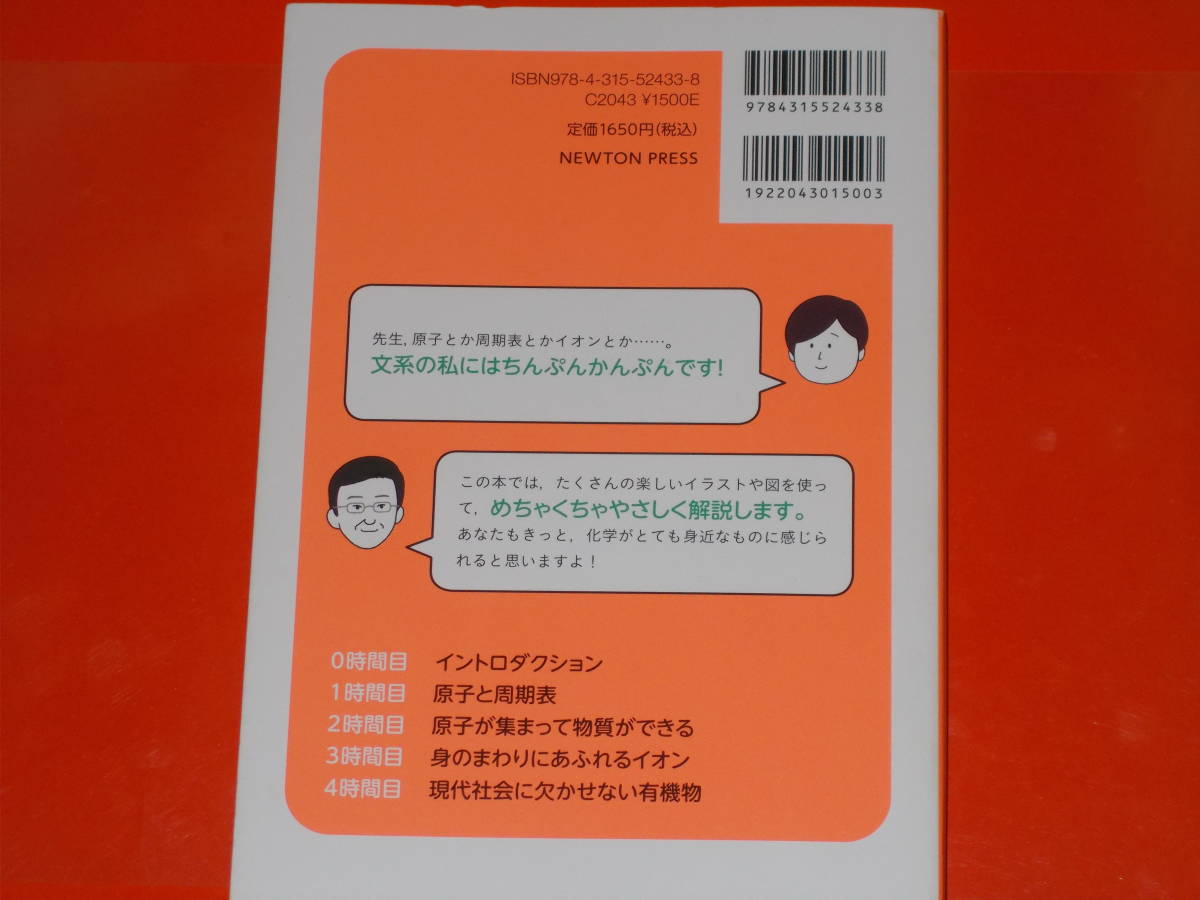 ISBN978-4-315-52433-8
C2043 ¥1500E
定価1650円(税込)
NEWTON PRESS
9784315524338
1922043015003
先生,原子とか周期表とかイオンとか……。
文系の私にはちんぷんかんぷんです!
この本では,たくさんの楽しいイラストや図を使っ
て,めちゃくちゃやさしく解説します。
あなたもきっと,化学がとても身近なものに感じら
れると思いますよ!
0時間目 イントロダクション
1時間目 原子と周期表
2時間目 原子が集まって物質ができる
3時間目 身のまわりにあふれるイオン
4時間目 現代社会に欠かせない有機物